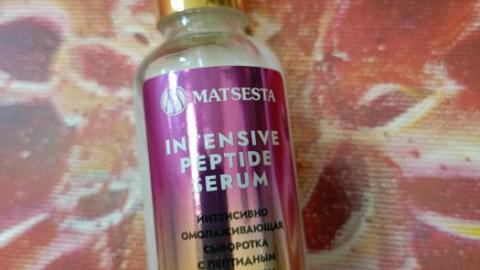 MATSESTA
INTENSIVE
PEPTIDE
SERUM
ИНТЕНСИВНО
ОМОЛАЖИВАЮЩАЯ
СЫВОРОТКА
С ПЕПТИДНЫМ